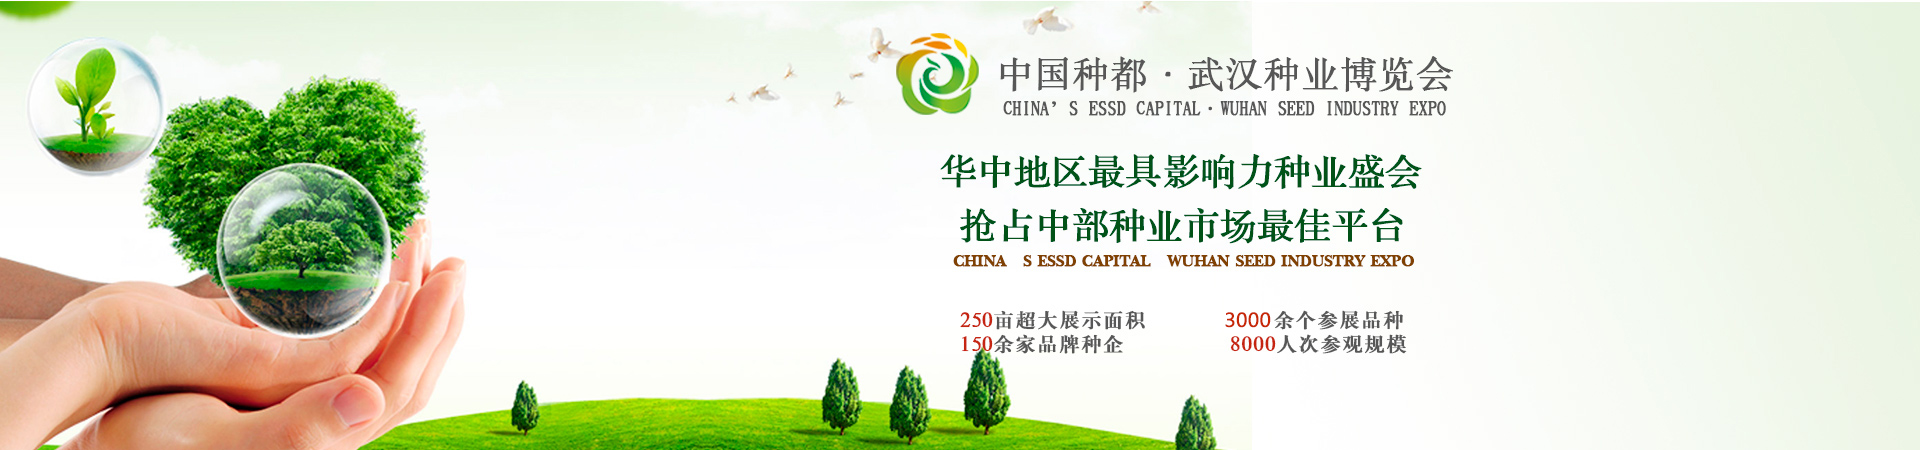 中国种都·武汉种业博览会
CHINA'S ESSD CAPITAL·WUHAN SEED INDUSTRY EXPO
华中地区最具影响力种业盛会
抢占中部种业市场最佳平台
CHINA S ESSD CAPITAL WUHAN SEED INDUSTRY EXPO
250亩超大展示面积 3000余个参展品种
150余家品牌种企 8000人次参观规模